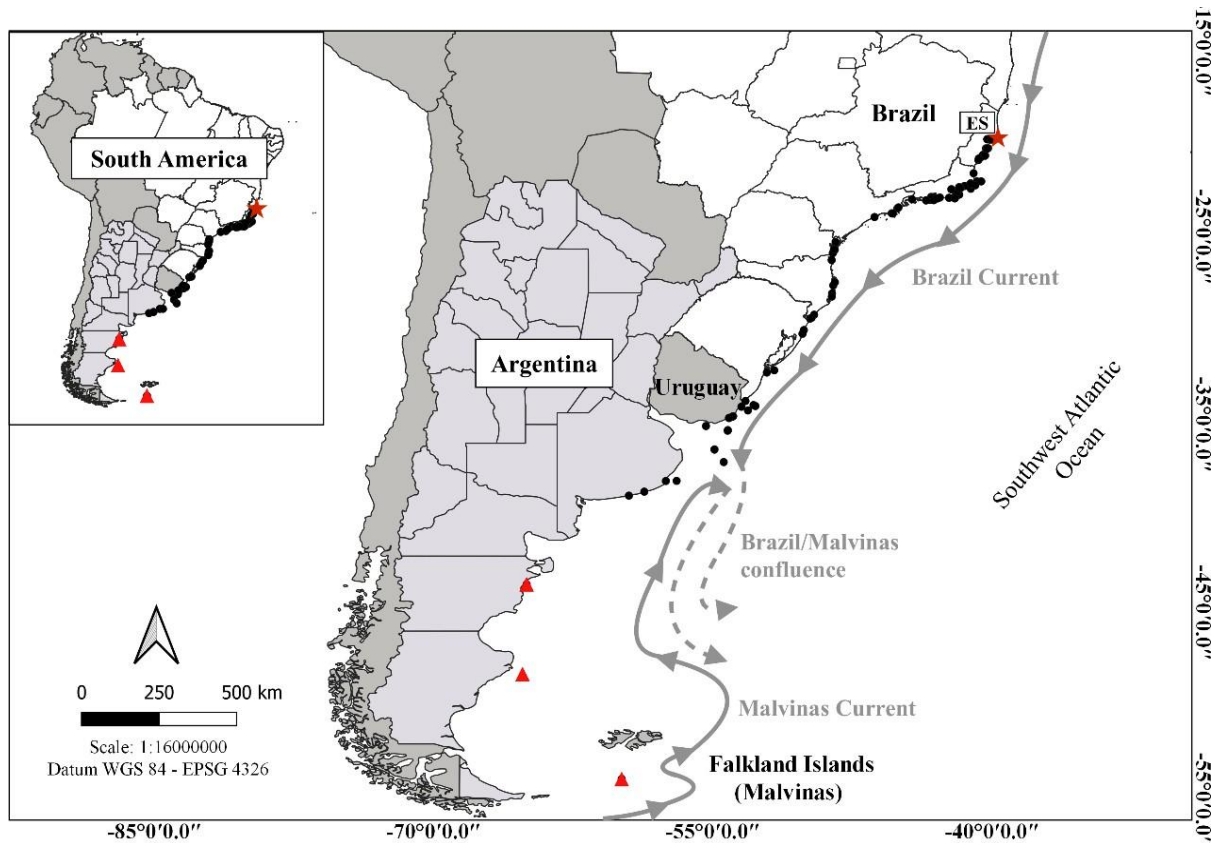 South America
Brazil
ES
Brazil Current
Argentina
Uruguay
Southwest Atlantic
Ocean
Brazil/Malvinas
confluence
Malvinas Current
Falkland Islands
(Malvinas)
0 250 500 km
Scale: 1:16000000
Datum WGS 84 - EPSG 4326
-85°0′0.0″ -70°0′0.0″ -55°0′0.0″ -40°0′0.0″
15°0′0.0″
-25°0′0.0″
-35°0′0.0″
-45°0′0.0″
-55°0′0.0″